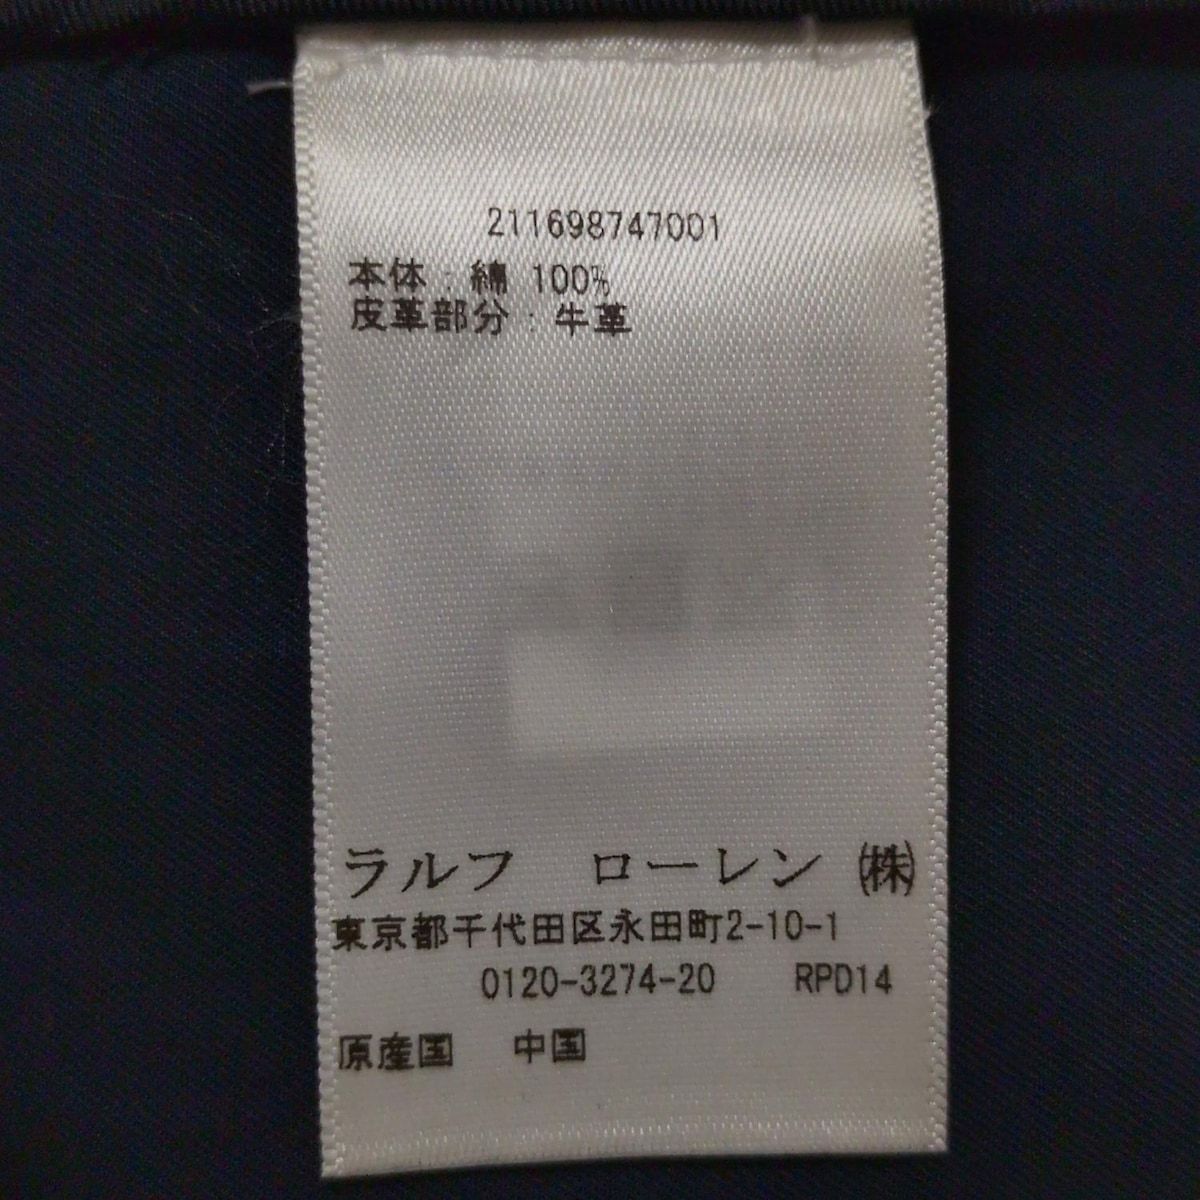 211698747001
本体 : 綿 100%
皮革部分 : 牛革
ラルフ ローレン ㈱
東京都千代田区永田町2-10-1
0120-3274-20 RPD14
原産国 中国